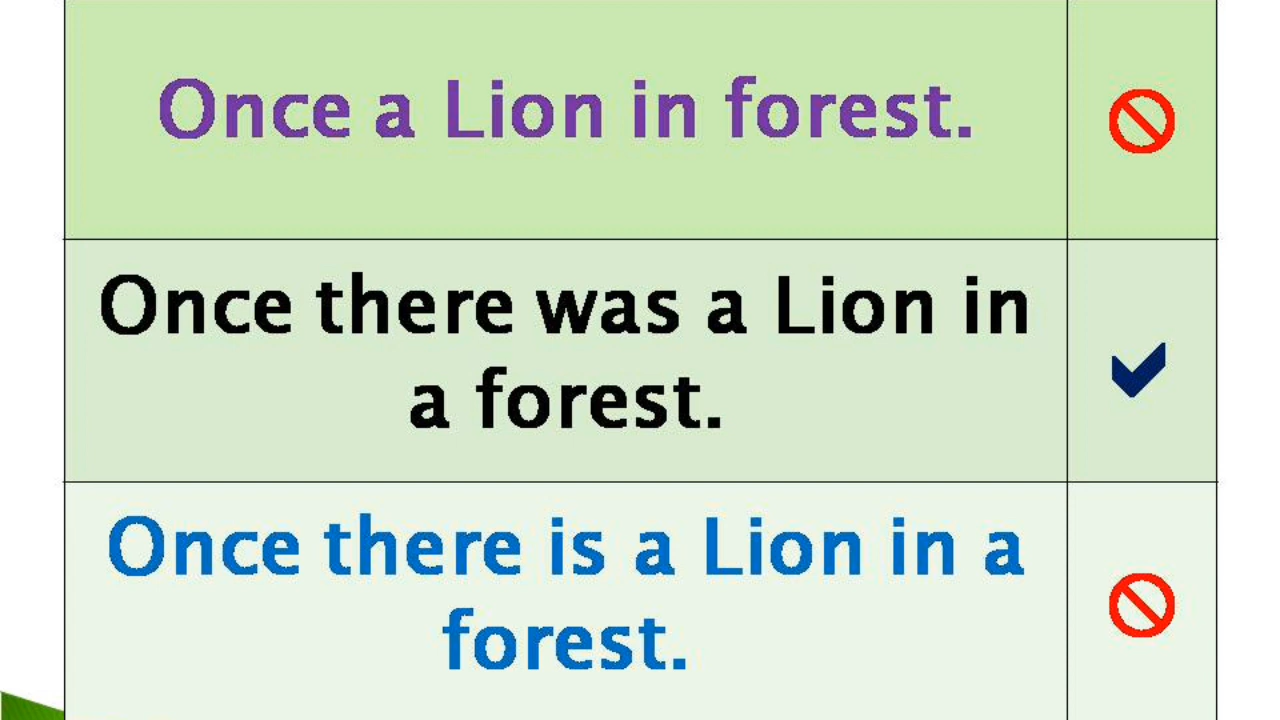 Once a Lion in forest.
Once there was a Lion in
a forest.
Once there is a Lion in a
forest.